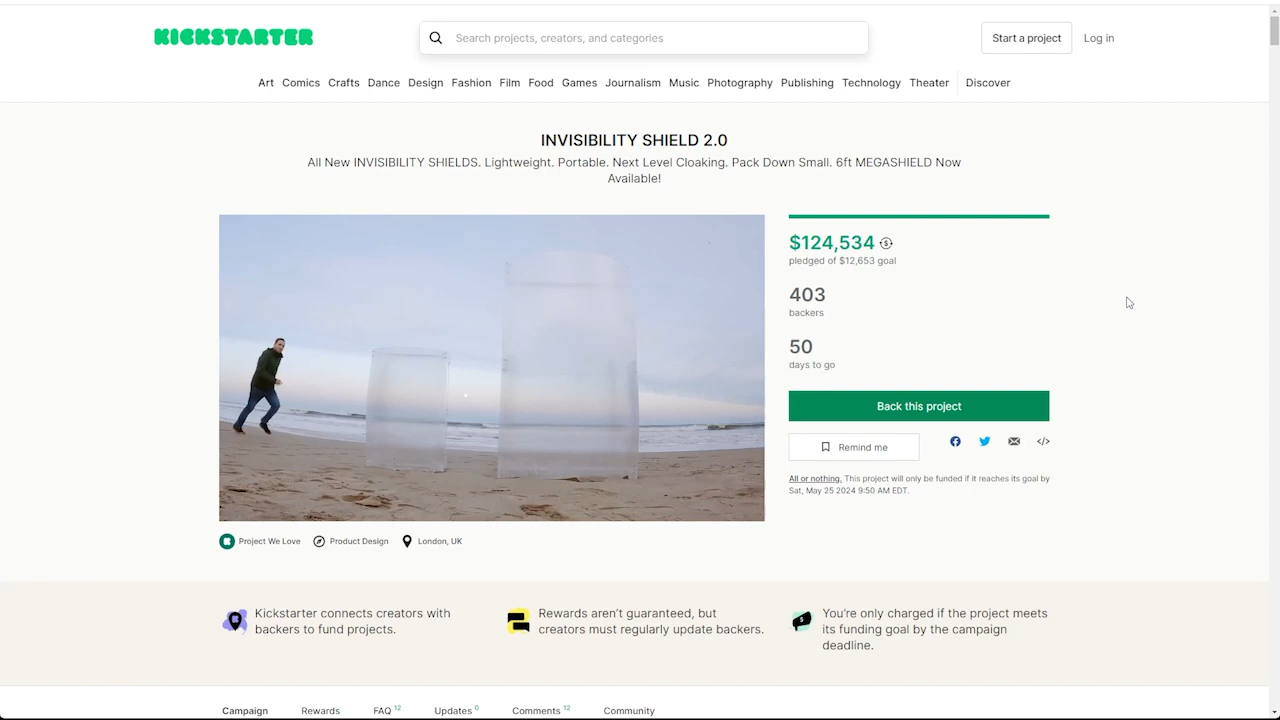 KICKSTARTER
Search projects, creators, and categories
Start a project
Log in
Art Comics Crafts Dance Design Fashion Film Food Games Journalism Music Photography Publishing Technology Theater Discover
INVISIBILITY SHIELD 2.0
All New INVISIBILITY SHIELDS. Lightweight. Portable. Next Level Cloaking. Pack Down Small. 6ft MEGASHIELD Now
Available!
$124,534
pledged of $12,653 goal
403
backers
50
days to go
Back this project
Remind me
All or nothing. This project will only be funded if it reaches its goal by
Sat, May 25 2024 9:50 AM EDT.
Project We Love Product Design London, UK
Kickstarter connects creators with
backers to fund projects.
Rewards aren't guaranteed, but
creators must regularly update backers.
You're only charged if the project meets
its funding goal by the campaign
deadline.
Campaign Rewards FAQ 12 Updates 0 Comments 12 Community